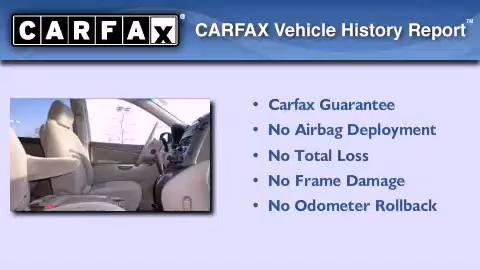 CARFAX®
CARFAX Vehicle History Report™
• Carfax Guarantee
• No Airbag Deployment
• No Total Loss
• No Frame Damage
• No Odometer Rollback